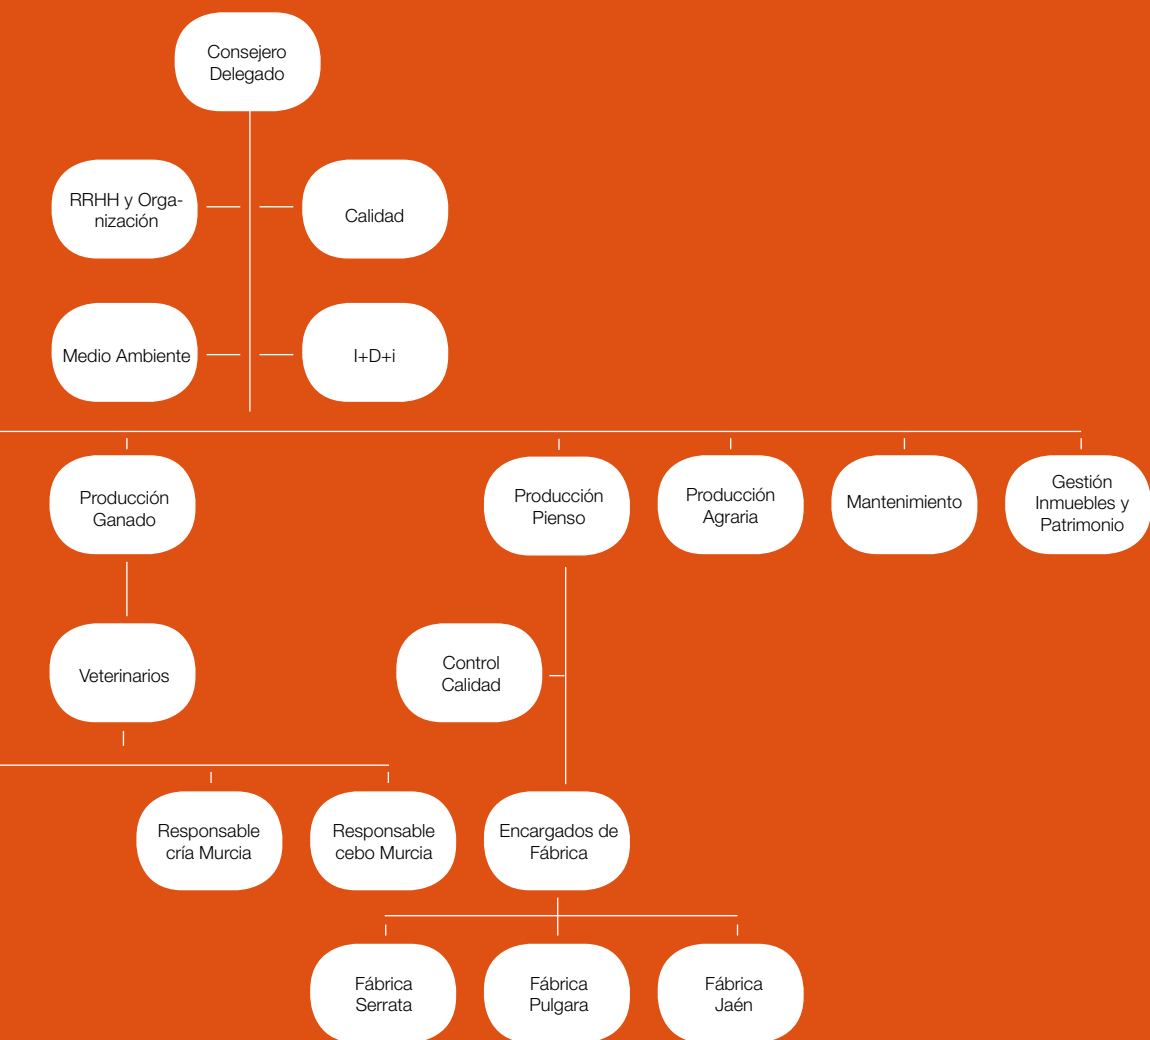 Consejero
Delegado
RRHH y Orga-
nización
Calidad
Medio Ambiente
I+D+i
Producción
Ganado
Producción
Pienso
Producción
Agraria
Mantenimiento
Gestión
Inmuebles y
Patrimonio
Veterinarios
Control
Calidad
Responsable
cría Murcia
Responsable
cebo Murcia
Encargados de
Fábrica
Fábrica
Serrata
Fábrica
Pulgara
Fábrica
Jaén